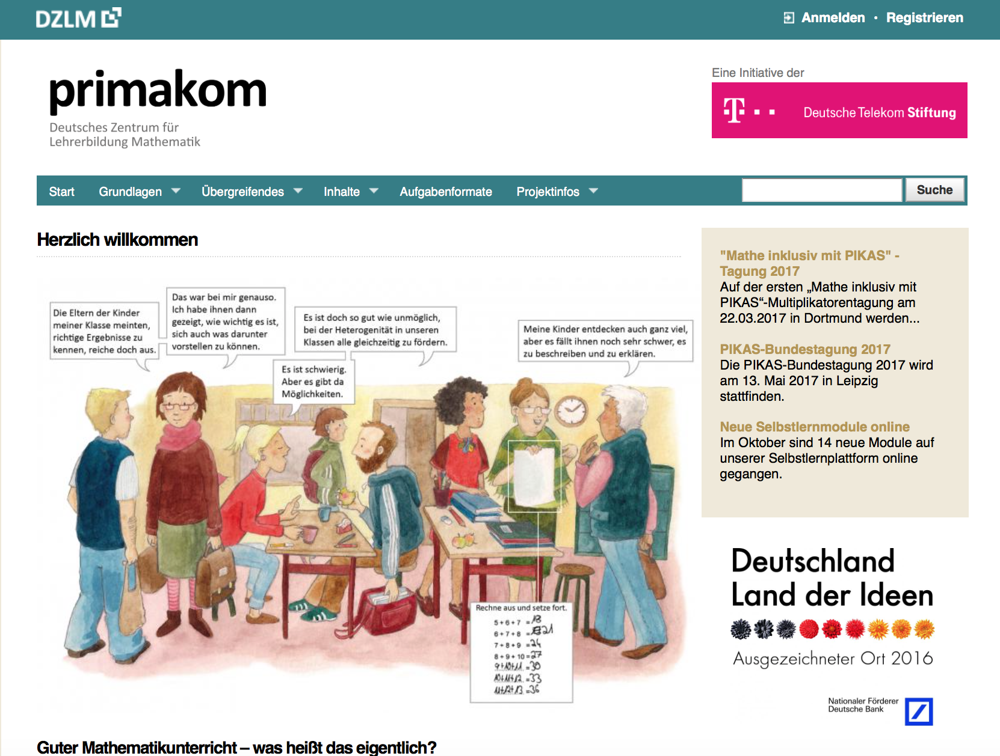 DZLM
Anmelden • Registrieren
primakom
Deutsches Zentrum für
Lehrerbildung Mathematik
Eine Initiative der
T
Deutsche Telekom Stiftung
Start Grundlagen Übergreifendes Inhalte Aufgabenformate Projektinfos
Suche
Herzlich willkommen
Die Eltern der Kinder
meiner Klasse meinten,
richtige Ergebnisse zu
kennen, reiche doch aus.
Das war bei mir genauso.
Ich habe ihnen dann
gezeigt, wie wichtig es ist,
sich auch was darunter
vorstellen zu können.
Es ist doch so gut wie unmöglich,
bei der Heterogenität in unseren
Klassen alle gleichzeitig zu fördern.
Es ist schwierig.
Aber es gibt da
Möglichkeiten.
Meine Kinder entdecken auch ganz viel,
aber es fällt ihnen noch sehr schwer, es
zu beschreiben und zu erklären.
Rechne aus und setze fort.
5+6+7 =18
6+7+8 =21
7+8+9 =24
8+9+10=27
9+10+11 =30
10+11+12 =33
11+12+13 =36
"Mathe inklusiv mit PIKAS" -
Tagung 2017
Auf der ersten „Mathe inklusiv mit
PIKAS“-Multiplikatorentagung am
22.03.2017 in Dortmund werden...
PIKAS-Bundestagung 2017
Die PIKAS-Bundestagung 2017 wird
am 13. Mai 2017 in Leipzig
stattfinden.
Neue Selbstlernmodule online
Im Oktober sind 14 neue Module auf
unserer Selbstlernplattform online
gegangen.
Deutschland
Land der Ideen
Ausgezeichneter Ort 2016
Nationaler Förderer
Deutsche Bank
Guter Mathematikunterricht – was heißt das eigentlich?